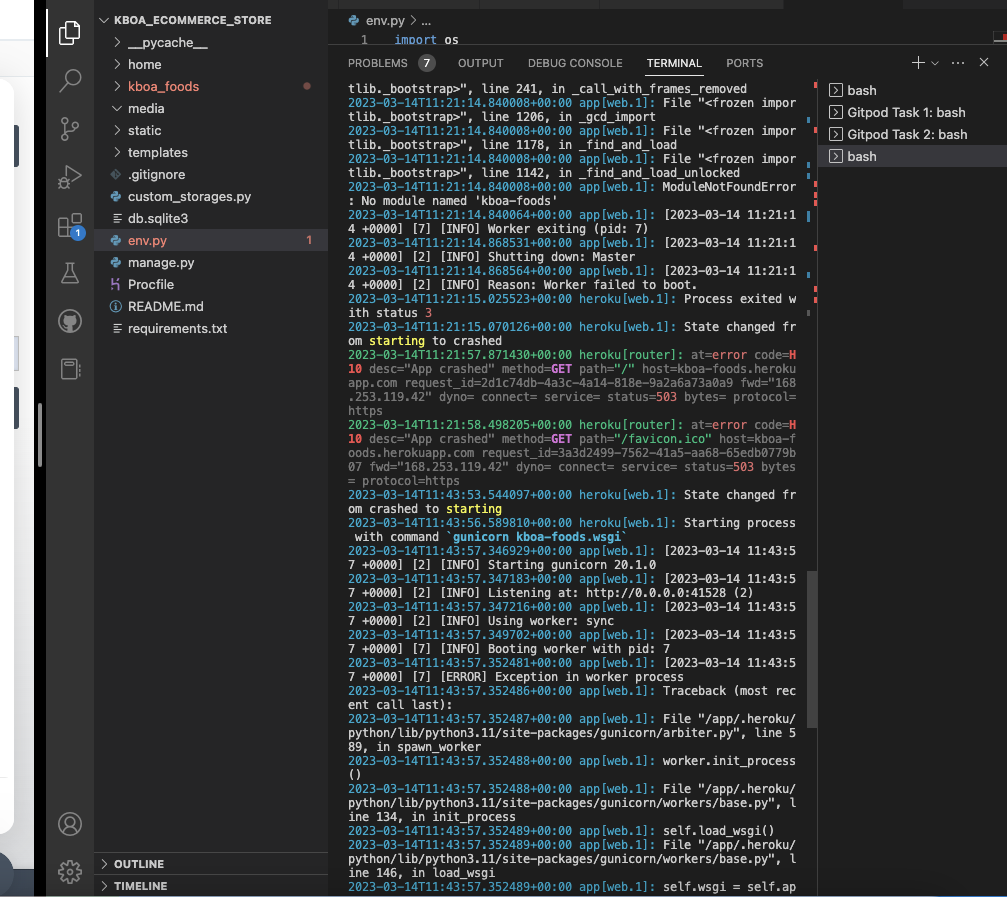 KBOA_ECOMMERCE_STORE
__pycache__
home
kboa_foods
media
static
templates
.gitignore
custom_storages.py
db.sqlite3
env.py 1
manage.py
Procfile
README.md
requirements.txt
1
OUTLINE
TIMELINE
env.py > ...
1 import os
PROBLEMS 7 OUTPUT DEBUG CONSOLE TERMINAL PORTS
tlib._bootstrap>", line 241, in _call_with_frames_removed
2023-03-14T11:21:14.840008+00:00 app[web.1]: File "<frozen impor
tlib._bootstrap>", line 1206, in _gcd_import
2023-03-14T11:21:14.840008+00:00 app[web.1]: File "<frozen impor
tlib._bootstrap>", line 1178, in _find_and_load
2023-03-14T11:21:14.840008+00:00 app[web.1]: File "<frozen impor
tlib._bootstrap>", line 1142, in _find_and_load_unlocked
2023-03-14T11:21:14.840008+00:00 app[web.1]: ModuleNotFoundError
: No module named 'kboa-foods'
2023-03-14T11:21:14.840064+00:00 app[web.1]: [2023-03-14 11:21:1
4 +0000] [7] [INFO] Worker exiting (pid: 7)
2023-03-14T11:21:14.868531+00:00 app[web.1]: [2023-03-14 11:21:1
4 +0000] [2] [INFO] Shutting down: Master
2023-03-14T11:21:14.868564+00:00 app[web.1]: [2023-03-14 11:21:1
4 +0000] [2] [INFO] Reason: Worker failed to boot.
2023-03-14T11:21:15.025523+00:00 heroku[web.1]: Process exited w
ith status 3
2023-03-14T11:21:15.070126+00:00 heroku[web.1]: State changed fr
om starting to crashed
2023-03-14T11:21:57.871430+00:00 heroku[router]: at=error code=H
10 desc="App crashed" method=GET path="/" host=kboa-foods.heroku
app.com request_id=2d1c74db-4a3c-4a14-818e-9a2a6a73a0a9 fwd="168
.253.119.42" dyno= connect= service= status=503 bytes= protocol=
https
2023-03-14T11:21:58.498205+00:00 heroku[router]: at=error code=H
10 desc="App crashed" method=GET path="/favicon.ico" host=kboa-f
oods.herokuapp.com request_id=3a3d2499-7562-41a5-aa68-65edb0779b
07 fwd="168.253.119.42" dyno= connect= service= status=503 bytes
= protocol=https
2023-03-14T11:43:53.544097+00:00 heroku[web.1]: State changed fr
om crashed to starting
2023-03-14T11:43:56.589810+00:00 heroku[web.1]: Starting process
with command `gunicorn kboa-foods.wsgi`
2023-03-14T11:43:57.346929+00:00 app[web.1]: [2023-03-14 11:43:5
7 +0000] [2] [INFO] Starting gunicorn 20.1.0
2023-03-14T11:43:57.347183+00:00 app[web.1]: [2023-03-14 11:43:5
7 +0000] [2] [INFO] Listening at: http://0.0.0.0:41528 (2)
2023-03-14T11:43:57.347216+00:00 app[web.1]: [2023-03-14 11:43:5
7 +0000] [2] [INFO] Using worker: sync
2023-03-14T11:43:57.349702+00:00 app[web.1]: [2023-03-14 11:43:5
7 +0000] [7] [INFO] Booting worker with pid: 7
2023-03-14T11:43:57.352481+00:00 app[web.1]: [2023-03-14 11:43:5
7 +0000] [7] [ERROR] Exception in worker process
2023-03-14T11:43:57.352486+00:00 app[web.1]: Traceback (most rec
ent call last):
2023-03-14T11:43:57.352487+00:00 app[web.1]: File "/app/.heroku/
python/lib/python3.11/site-packages/gunicorn/arbiter.py", line 5
89, in spawn_worker
2023-03-14T11:43:57.352488+00:00 app[web.1]: worker.init_process
()
2023-03-14T11:43:57.352488+00:00 app[web.1]: File "/app/.heroku/
python/lib/python3.11/site-packages/gunicorn/workers/base.py", l
ine 134, in init_process
2023-03-14T11:43:57.352489+00:00 app[web.1]: self.load_wsgi()
2023-03-14T11:43:57.352489+00:00 app[web.1]: File "/app/.heroku/
python/lib/python3.11/site-packages/gunicorn/workers/base.py", l
ine 146, in load_wsgi
2023-03-14T11:43:57.352489+00:00 app[web.1]: self.wsgi = self.ap
bash
Gitpod Task 1: bash
Gitpod Task 2: bash
bash